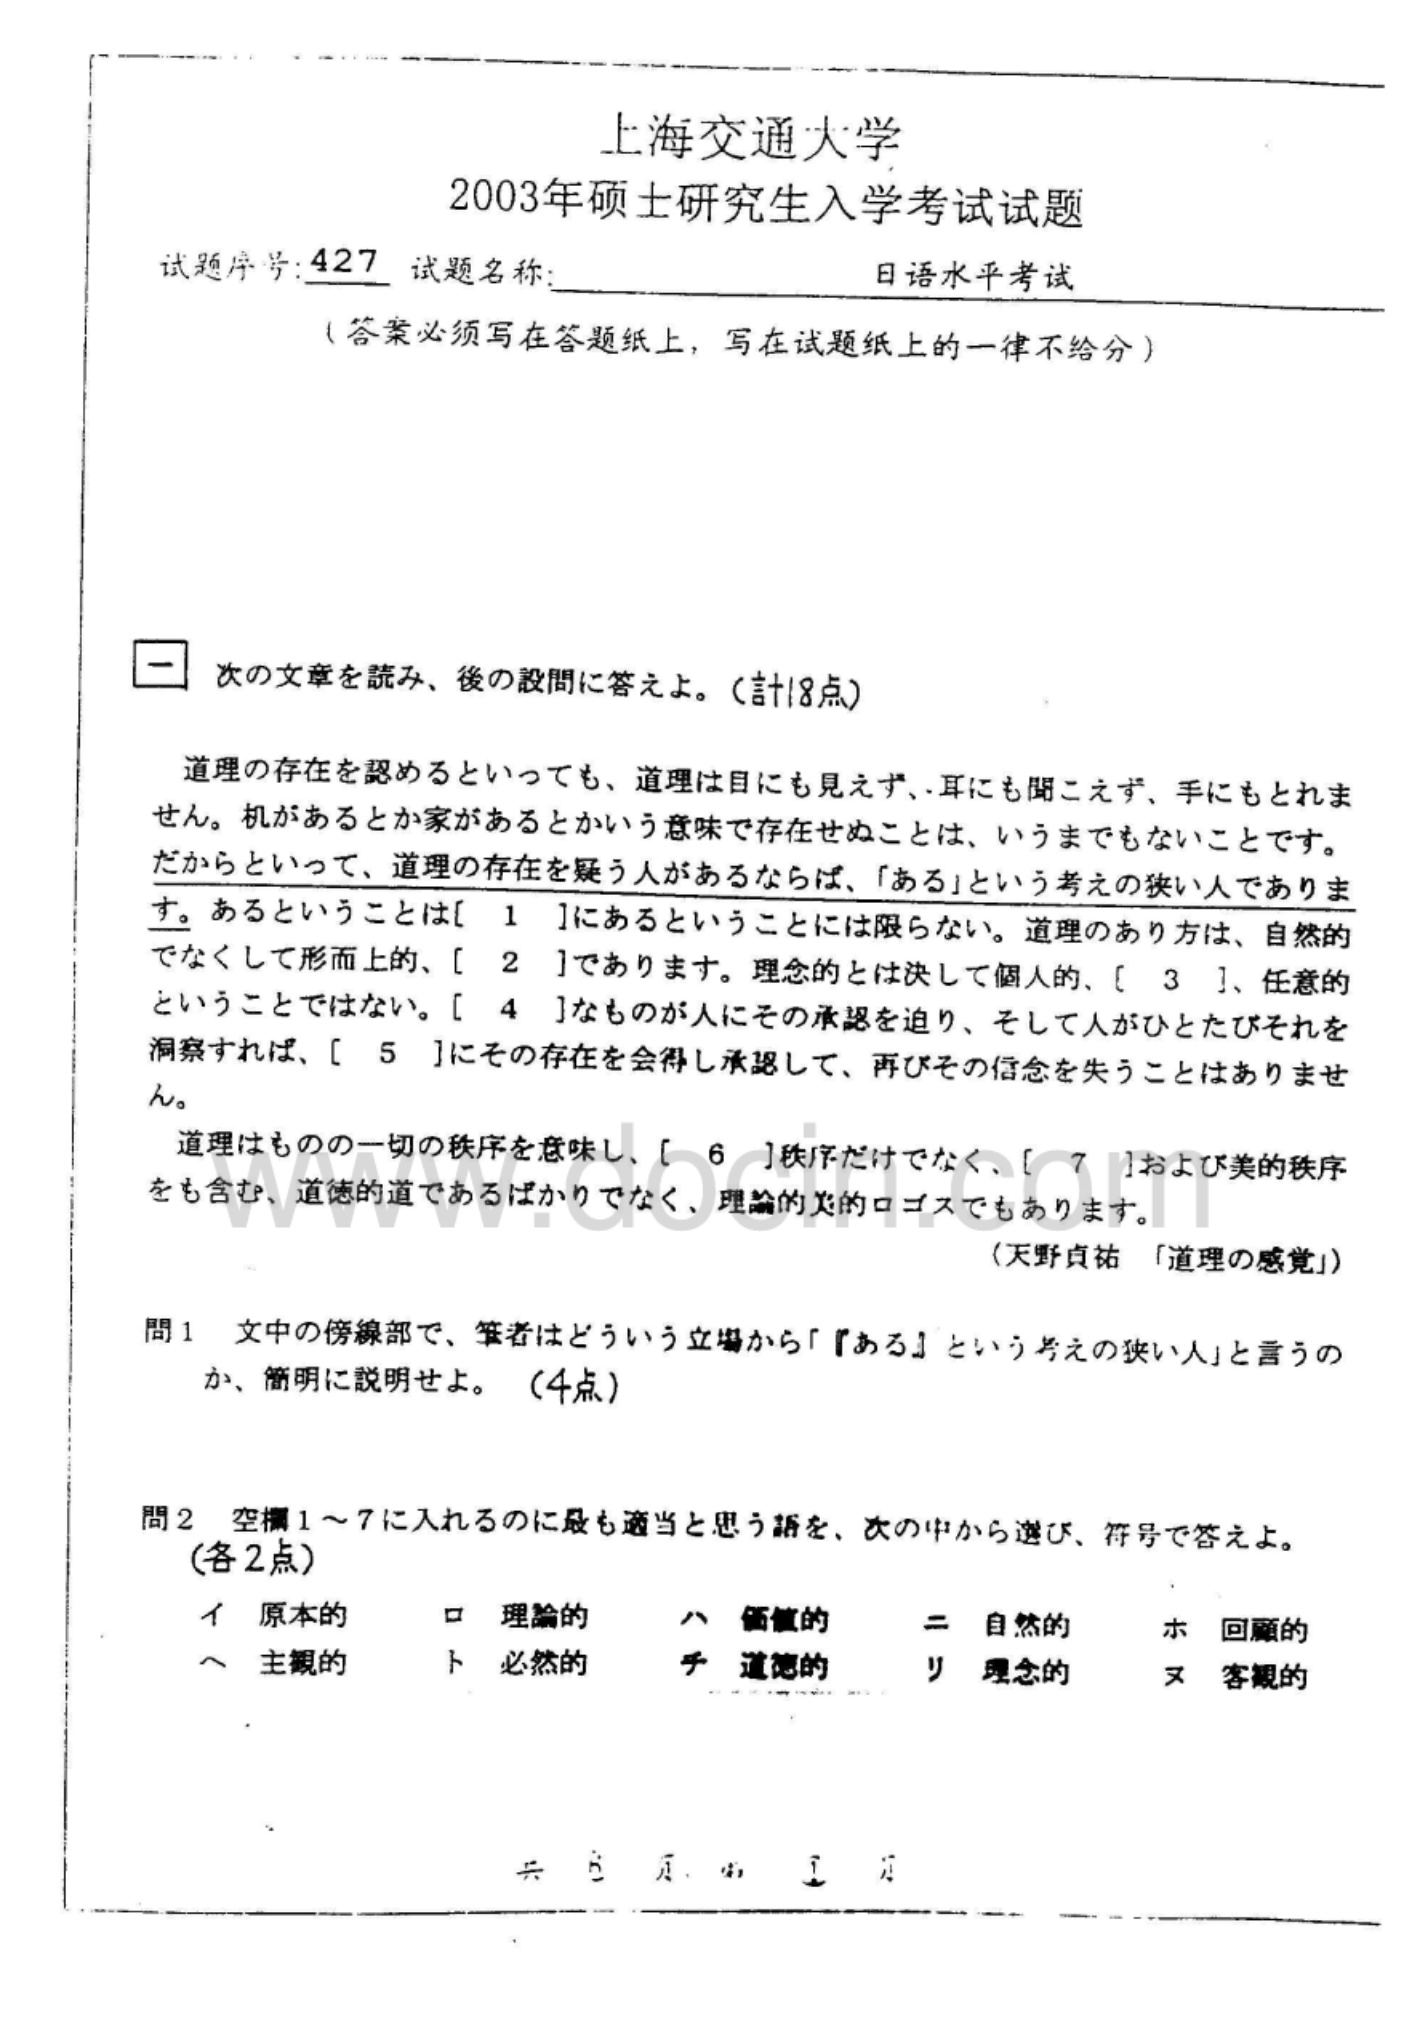 上海交通大学
2003年硕士研究生入学考试试题
试题序号:427 试题名称: 日语水平考试
(答案必须写在答题纸上，写在试题纸上的一律不给分)
一 次の文章を読み、後の設問に答えよ。(計18点)
道理の存在を認めるといっても、道理は目にも見えず、耳にも聞こえず、手にもとれま
せん。机があるとか家があるとかいう意味で存在せぬことは、いうまでもないことです。
だからといって、道理の存在を疑う人があるならば、「ある」という考えの狭い人でありま
す。あるということは[ 1 ]にあるということには限らない。道理のあり方は、自然的
でなくして形而上的、[ 2 ]であります。理念的とは決して個人的、[ 3 ]、任意的
ということではない。[ 4 ]なものが人にその承認を迫り、そして人がひとたびそれを
洞察すれば、[ 5 ]にその存在を会得し承認して、再びその信念を失うことはありませ
ん。
道理はものの一切の秩序を意味し、[ 6 ]秩序だけでなく、[ 7 ]および美的秩序
をも含む、道徳的道であるばかりでなく、理論的美的ロゴスでもあります。
www.docin.com
(天野貞祐 「道理の感覚」)
問1 文中の傍線部で、筆者はどういう立場から「『ある』という考えの狭い人」と言うの
か、簡明に説明せよ。 (4点)
問2 空欄1～7に入れるのに最も適当と思う語を、次の中から選び、符号で答えよ。
(各2点)
イ 原本的 ロ 理論的 ハ 価値的 ニ 自然的 ホ 回顧的
ヘ 主観的 ト 必然的 チ 道徳的 リ 理念的 ヌ 客観的